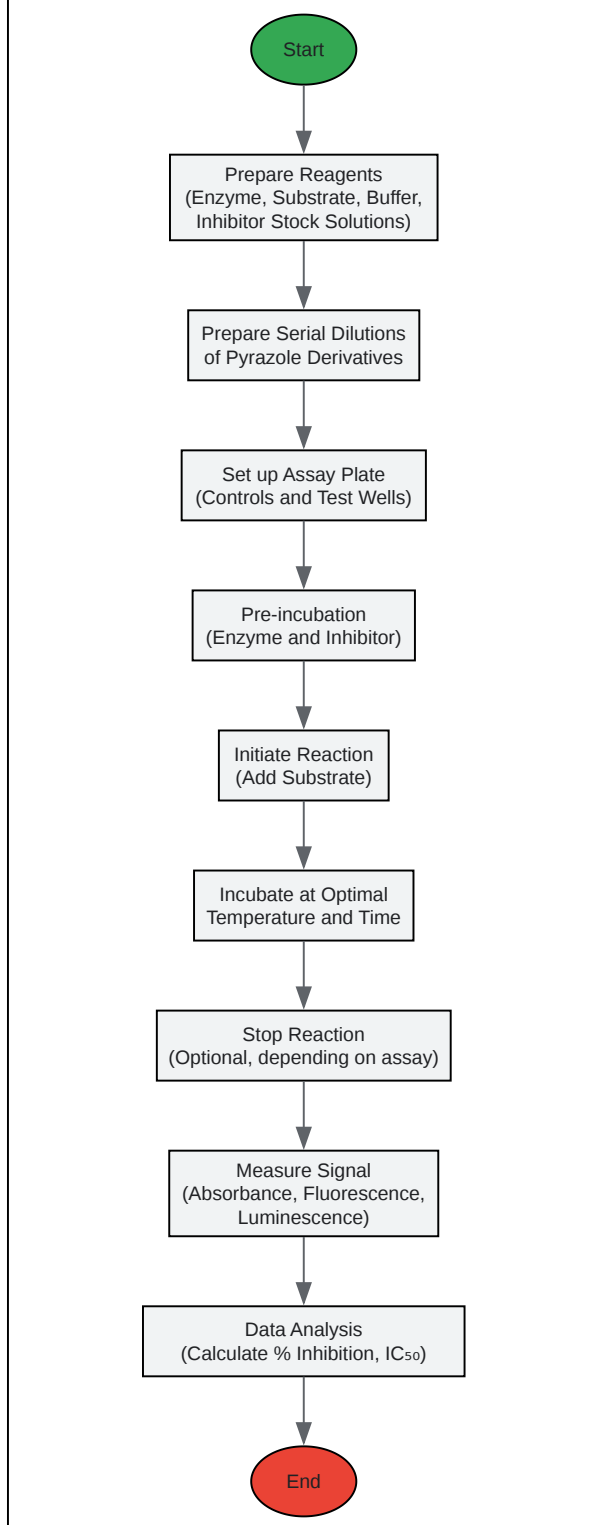 Start
Prepare Reagents
(Enzyme, Substrate, Buffer,
Inhibitor Stock Solutions)
Prepare Serial Dilutions
of Pyrazole Derivatives
Set up Assay Plate
(Controls and Test Wells)
Pre-incubation
(Enzyme and Inhibitor)
Initiate Reaction
(Add Substrate)
Incubate at Optimal
Temperature and Time
Stop Reaction
(Optional, depending on assay)
Measure Signal
(Absorbance, Fluorescence,
Luminescence)
Data Analysis
(Calculate % Inhibition, IC₅₀)
End